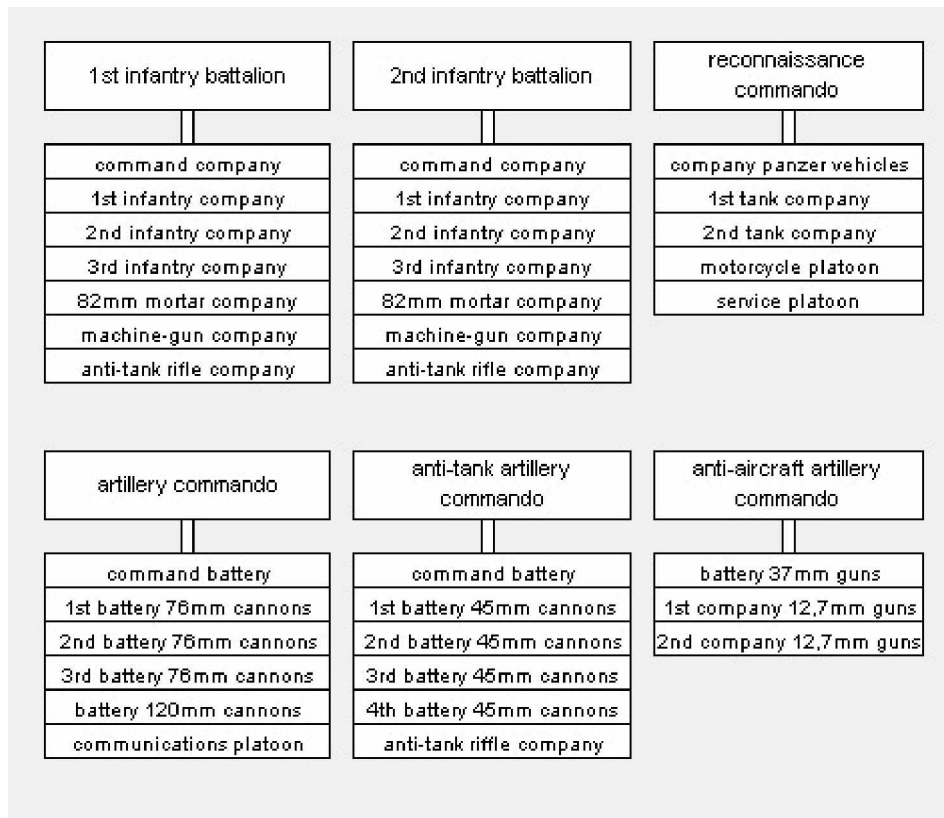 1st infantry battalion
command company
1st infantry company
2nd infantry company
3rd infantry company
82mm mortar company
machine-gun company
anti-tank rifle company
2nd infantry battalion
command company
1st infantry company
2nd infantry company
3rd infantry company
82mm mortar company
machine-gun company
anti-tank rifle company
reconnaissance
commando
company panzer vehicles
1st tank company
2nd tank company
motorcycle platoon
service platoon
artillery commando
command battery
1st battery 76mm cannons
2nd battery 76mm cannons
3rd battery 76mm cannons
battery 120mm cannons
communications platoon
anti-tank artillery
commando
command battery
1st battery 45mm cannons
2nd battery 45mm cannons
3rd battery 45mm cannons
4th battery 45mm cannons
anti-tank riffle company
anti-aircraft artillery
commando
battery 37mm guns
1st company 12,7mm guns
2nd company 12,7mm guns